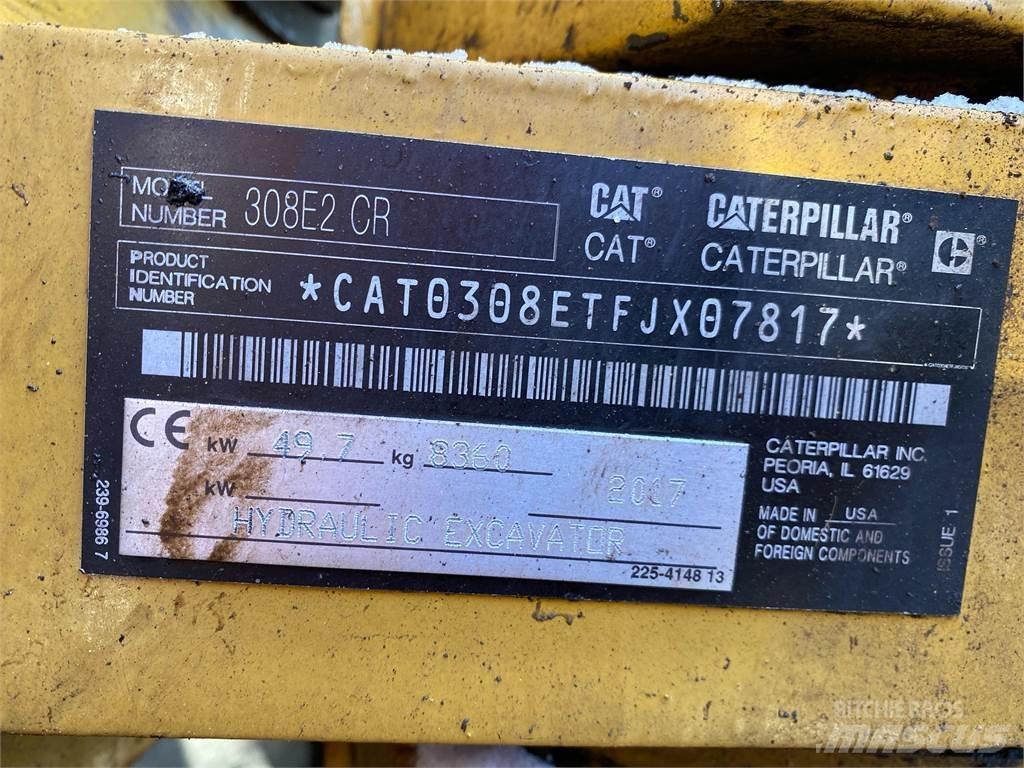 MODEL NUMBER 308E2 CR
CAT® CATERPILLAR®
CAT® CATERPILLAR®
PRODUCT IDENTIFICATION NUMBER *CAT0308ETFJX07817*
CE kW 49.7 kg 8360
kW 2017
HYDRAULIC EXCAVATOR
225-4148 13
239-6986 7
CATERPILLAR INC.
PEORIA, IL 61629
USA
MADE IN USA
OF DOMESTIC AND
FOREIGN COMPONENTS
ISSUE 1
RITCHIE BROS
MASCUS